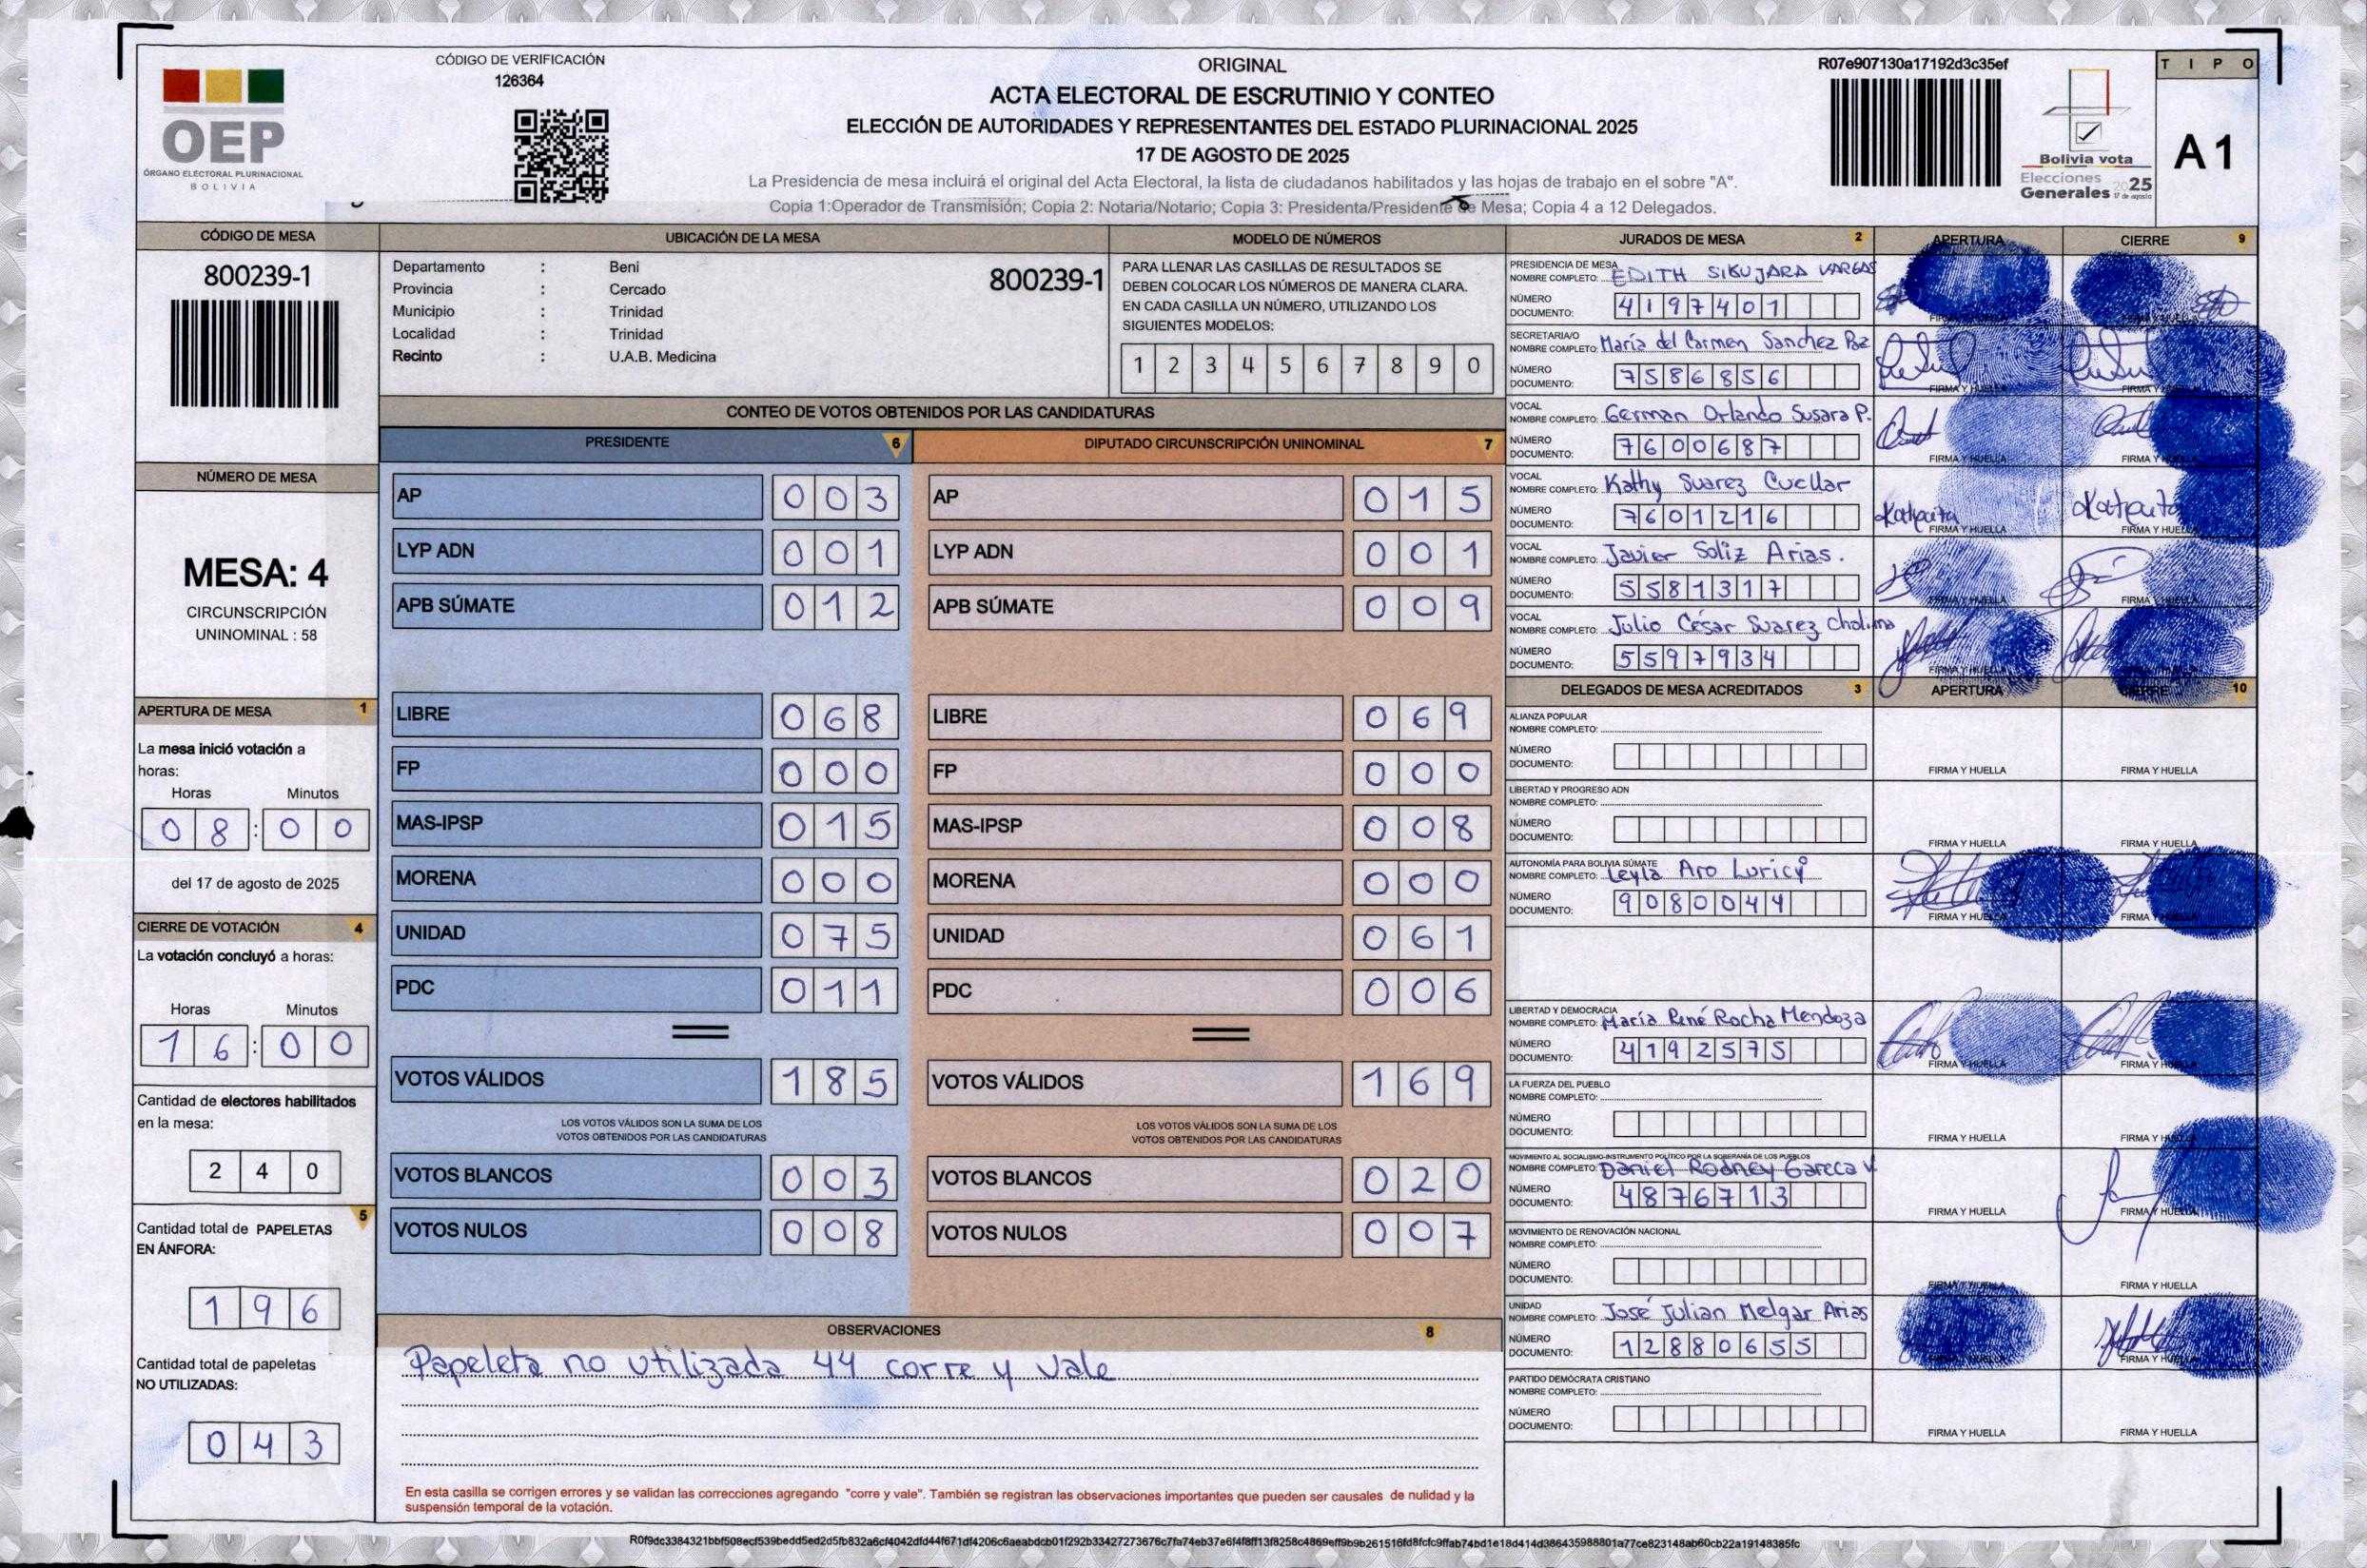 CÓDIGO DE VERIFICACIÓN
126364
OEP
ÓRGANO ELECTORAL PLURINACIONAL
BOLIVIA
ORIGINAL
ACTA ELECTORAL DE ESCRUTINIO Y CONTEO
ELECCIÓN DE AUTORIDADES Y REPRESENTANTES DEL ESTADO PLURINACIONAL 2025
17 DE AGOSTO DE 2025
La Presidencia de mesa incluirá el original del Acta Electoral, la lista de ciudadanos habilitados y las hojas de trabajo en el sobre "A".
Copia 1:Operador de Transmisión; Copia 2: Notaria/Notario; Copia 3: Presidenta/Presidente de Mesa; Copia 4 a 12 Delegados.
R07e907130a17192d3c35ef
Bolivia vota
Elecciones
Generales 2025
17 de agosto
TIPO
A1
CÓDIGO DE MESA
800239-1
NÚMERO DE MESA
MESA: 4
CIRCUNSCRIPCIÓN
UNINOMINAL : 58
APERTURA DE MESA 1
La mesa inició votación a
horas:
Horas Minutos
08:00
del 17 de agosto de 2025
CIERRE DE VOTACIÓN 4
La votación concluyó a horas:
Horas Minutos
16:00
Cantidad de electores habilitados
en la mesa:
240
5
Cantidad total de PAPELETAS
EN ÁNFORA:
196
Cantidad total de papeletas
NO UTILIZADAS:
043
UBICACIÓN DE LA MESA
Departamento : Beni
800239-1
Provincia : Cercado
Municipio : Trinidad
Localidad : Trinidad
Recinto : U.A.B. Medicina
MODELO DE NÚMEROS
PARA LLENAR LAS CASILLAS DE RESULTADOS SE
DEBEN COLOCAR LOS NÚMEROS DE MANERA CLARA.
EN CADA CASILLA UN NÚMERO, UTILIZANDO LOS
SIGUIENTES MODELOS:
1 2 3 4 5 6 7 8 9 0
CONTEO DE VOTOS OBTENIDOS POR LAS CANDIDATURAS
PRESIDENTE 6
AP 003
LYP ADN 001
APB SÚMATE 012
LIBRE 068
FP 000
MAS-IPSP 015
MORENA 000
UNIDAD 075
PDC 011
=
VOTOS VÁLIDOS 185
LOS VOTOS VÁLIDOS SON LA SUMA DE LOS
VOTOS OBTENIDOS POR LAS CANDIDATURAS
VOTOS BLANCOS 003
VOTOS NULOS 008
DIPUTADO CIRCUNSCRIPCIÓN UNINOMINAL 7
AP 015
LYP ADN 001
APB SÚMATE 009
LIBRE 069
FP 000
MAS-IPSP 008
MORENA 000
UNIDAD 061
PDC 006
=
VOTOS VÁLIDOS 169
LOS VOTOS VÁLIDOS SON LA SUMA DE LOS
VOTOS OBTENIDOS POR LAS CANDIDATURAS
VOTOS BLANCOS 020
VOTOS NULOS 007
OBSERVACIONES 8
Papeleta no utilizada 44 corre y vale
En esta casilla se corrigen errores y se validan las correcciones agregando "corre y vale". También se registran las observaciones importantes que pueden ser causales de nulidad y la
suspensión temporal de la votación.
JURADOS DE MESA 2 APERTURA CIERRE 9
PRESIDENCIA DE MESA
NOMBRE COMPLETO: EDITH SIKUJARA VARGAS
NÚMERO
DOCUMENTO: 4197401
FIRMA Y HUELLA FIRMA Y HUELLA
SECRETARIA/O
NOMBRE COMPLETO: María del Carmen Sanchez Paz
NÚMERO
DOCUMENTO: 7586856
FIRMA Y HUELLA FIRMA Y
VOCAL
NOMBRE COMPLETO: German Orlando Susara P.
NÚMERO
DOCUMENTO: 7600687
FIRMA Y HUELLA FIRMA Y
VOCAL
NOMBRE COMPLETO: Kathy Suarez Cuellar
NÚMERO
DOCUMENTO: 7601216
FIRMA Y HUELLA FIRMA Y HUELLA
VOCAL
NOMBRE COMPLETO: Javier Soliz Arias.
NÚMERO
DOCUMENTO: 5581317
FIRMA Y HUELLA FIRMA Y HUELLA
VOCAL
NOMBRE COMPLETO: Julio César Suarez Cholima
NÚMERO
DOCUMENTO: 5597934
FIRMA Y HUELLA
DELEGADOS DE MESA ACREDITADOS 3 APERTURA CIERRE 10
ALIANZA POPULAR
NOMBRE COMPLETO:
NÚMERO
DOCUMENTO:
FIRMA Y HUELLA FIRMA Y HUELLA
LIBERTAD Y PROGRESO ADN
NOMBRE COMPLETO:
NÚMERO
DOCUMENTO:
FIRMA Y HUELLA FIRMA Y HUELLA
AUTONOMÍA PARA BOLIVIA SÚMATE
NOMBRE COMPLETO: Leyla Aro Luricy
NÚMERO
DOCUMENTO: 9080044
FIRMA Y HUELLA FIRMA Y
LIBERTAD Y DEMOCRACIA
NOMBRE COMPLETO: María René Rocha Mendoza
NÚMERO
DOCUMENTO: 4192575
FIRMA Y HUELLA FIRMA Y HUELLA
LA FUERZA DEL PUEBLO
NOMBRE COMPLETO:
NÚMERO
DOCUMENTO:
FIRMA Y HUELLA FIRMA Y HUELLA
MOVIMIENTO AL SOCIALISMO-INSTRUMENTO POLÍTICO POR LA SOBERANÍA DE LOS PUEBLOS
NOMBRE COMPLETO: Daniel Rodney Gareca V.
NÚMERO
DOCUMENTO: 4876713
FIRMA Y HUELLA FIRMA Y HUELLA
MOVIMIENTO DE RENOVACIÓN NACIONAL
NOMBRE COMPLETO:
NÚMERO
DOCUMENTO:
FIRMA Y HUELLA FIRMA Y HUELLA
UNIDAD
NOMBRE COMPLETO: José Julian Melgar Arias
NÚMERO
DOCUMENTO: 12880655
FIRMA Y HUELLA
PARTIDO DEMÓCRATA CRISTIANO
NOMBRE COMPLETO:
NÚMERO
DOCUMENTO:
FIRMA Y HUELLA FIRMA Y HUELLA